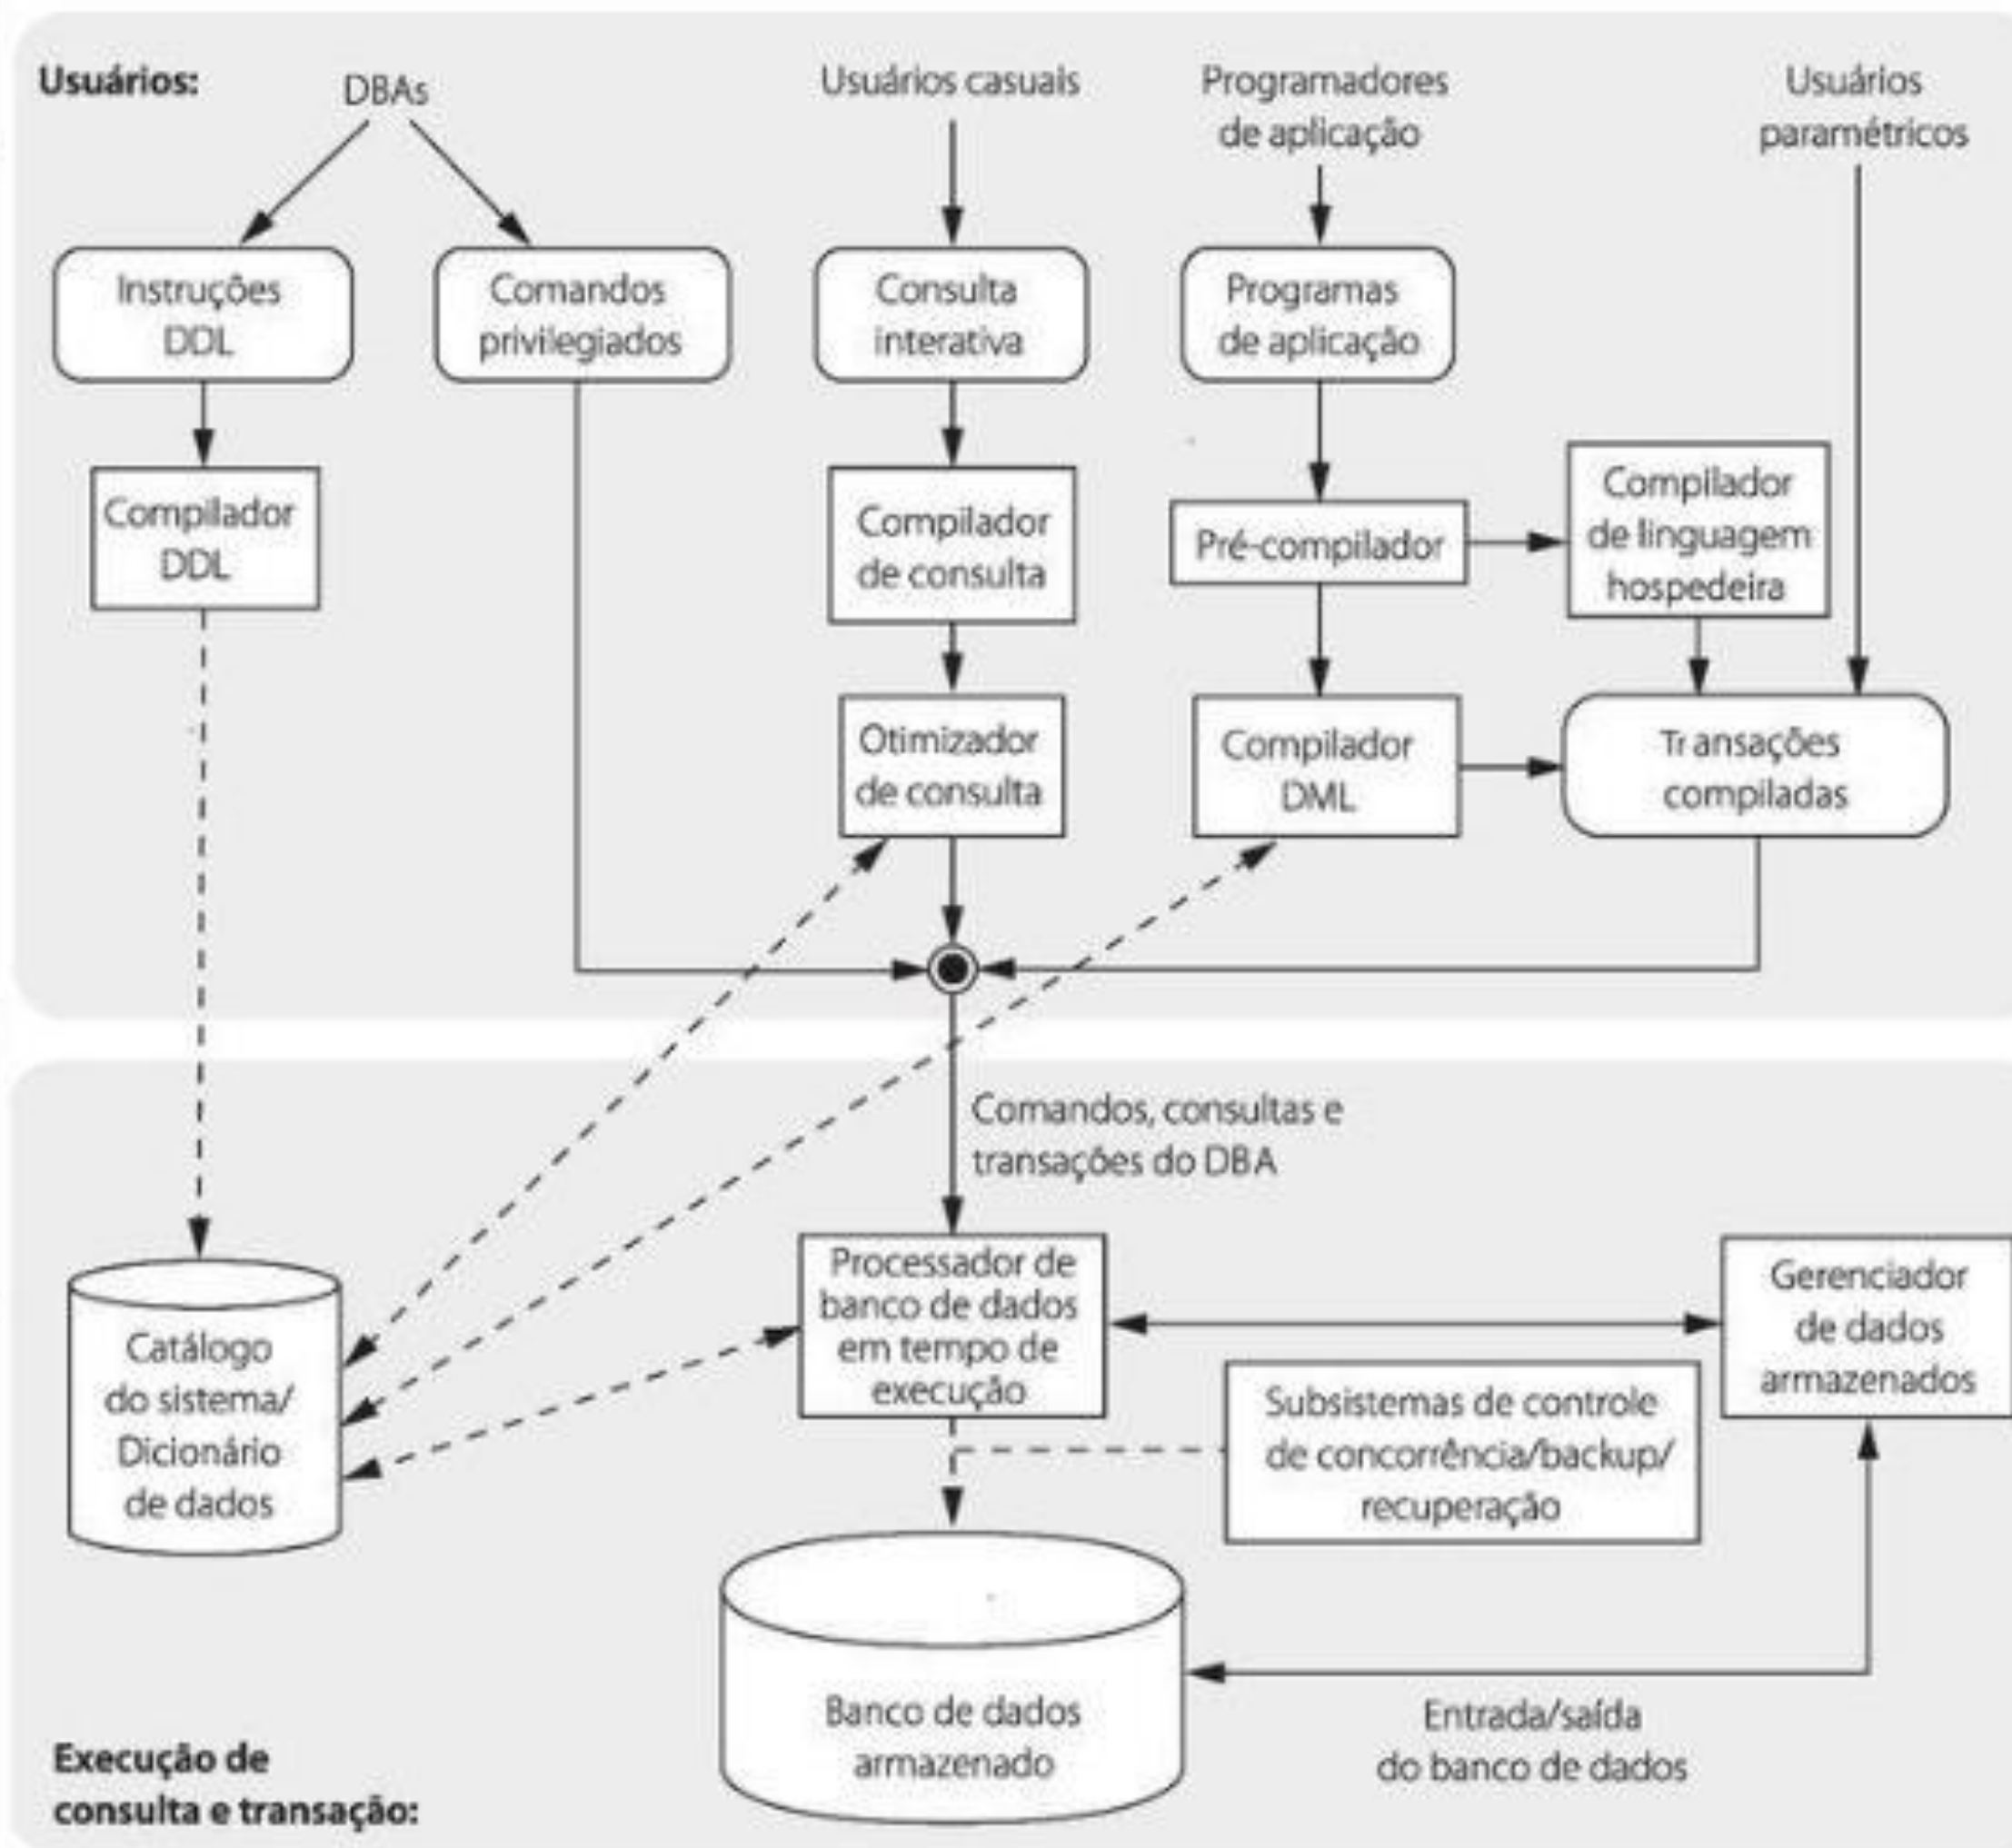 Usuários:
DBAs
Usuários casuais
Programadores
de aplicação
Usuários
paramétricos
Instruções
DDL
Comandos
privilegiados
Consulta
interativa
Programas
de aplicação
Compilador
DDL
Compilador
de consulta
Pré-compilador
Compilador
de linguagem
hospedeira
Otimizador
de consulta
Compilador
DML
Transações
compiladas
Comandos, consultas e
transações do DBA
Catálogo
do sistema/
Dicionário
de dados
Processador de
banco de dados
em tempo de
execução
Gerenciador
de dados
armazenados
Subsistemas de controle
de concorrência/backup/
recuperação
Banco de dados
armazenado
Entrada/saída
do banco de dados
Execução de
consulta e transação: